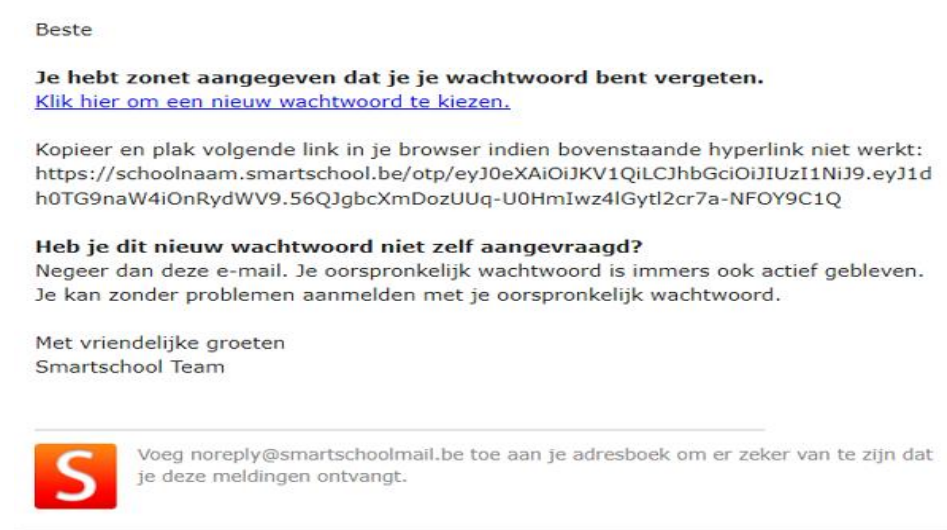 Beste
Je hebt zonet aangegeven dat je je wachtwoord bent vergeten.
Klik hier om een nieuw wachtwoord te kiezen.
Kopieer en plak volgende link in je browser indien bovenstaande hyperlink niet werkt:
https://schoolnaam.smartschool.be/otp/eyJ0eXAiOiJKV1QiLCJhbGciOiJIUzI1NiJ9.eyJ1d
h0TG9naW4iOnRydWV9.56QJgbcXmDozUUq-U0HmIwz4lGytl2cr7a-NFOY9C1Q
Heb je dit nieuw wachtwoord niet zelf aangevraagd?
Negeer dan deze e-mail. Je oorspronkelijk wachtwoord is immers ook actief gebleven.
Je kan zonder problemen aanmelden met je oorspronkelijk wachtwoord.
Met vriendelijke groeten
Smartschool Team
S
Voeg noreply@smartschoolmail.be toe aan je adresboek om er zeker van te zijn dat
je deze meldingen ontvangt.